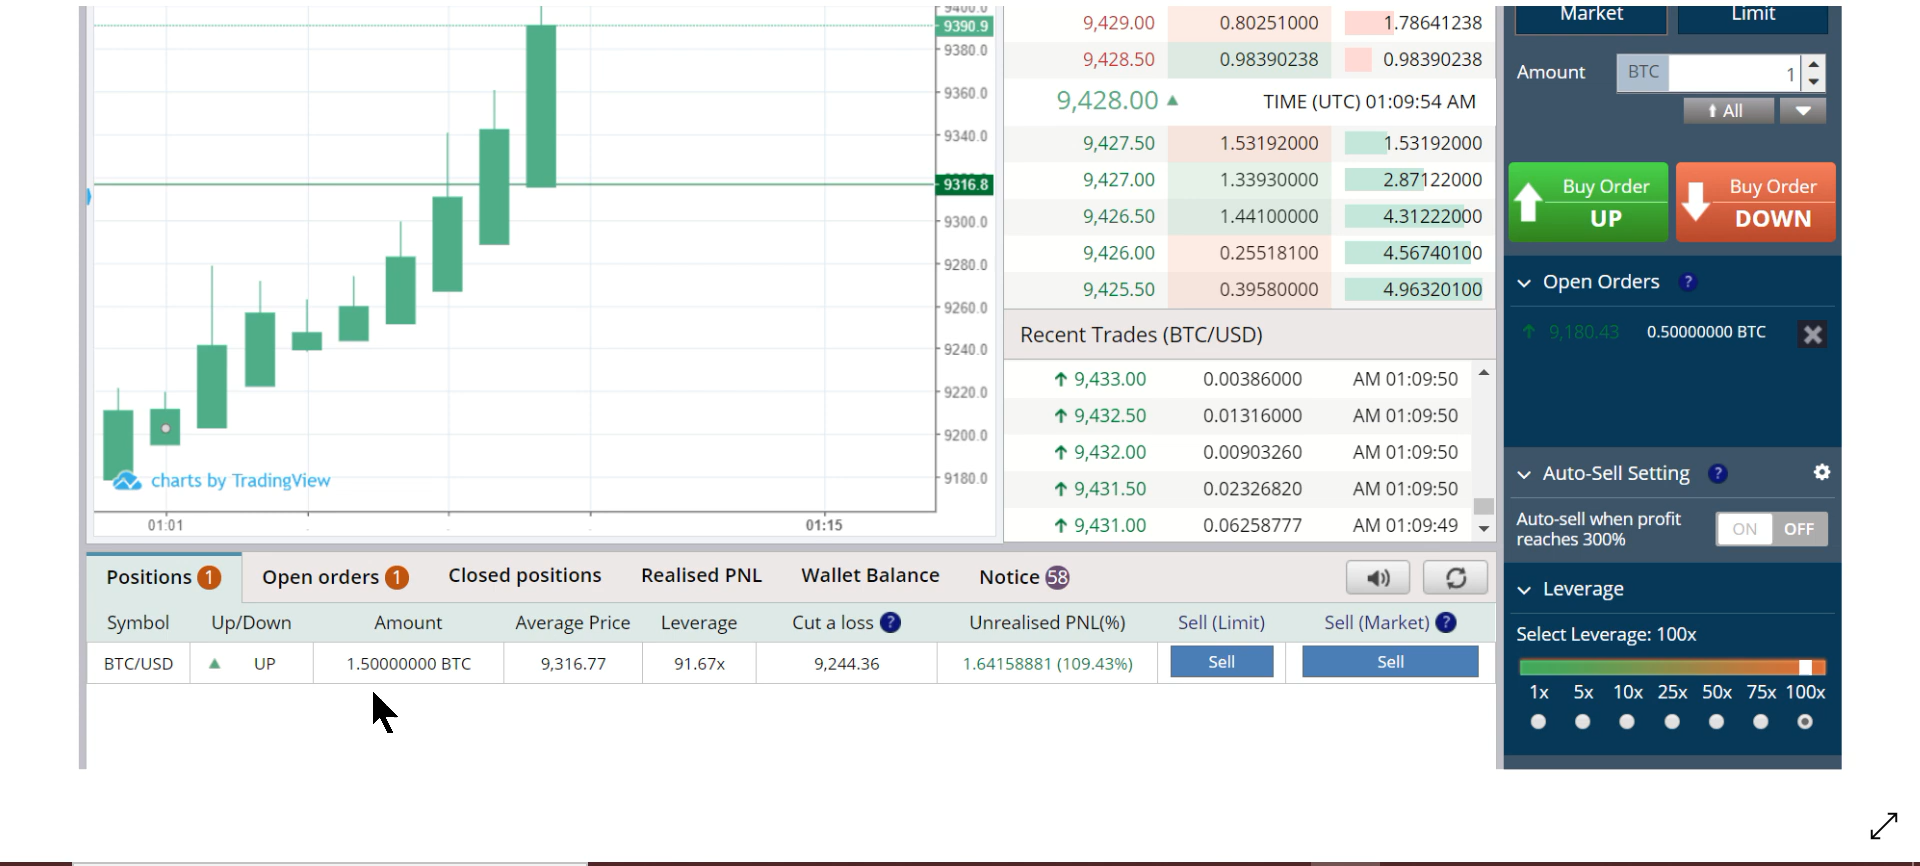 9400.0
9390.9
9380.0
9360.0
9340.0
9316.8
9300.0
9280.0
9260.0
9240.0
9220.0
9200.0
9180.0
charts by TradingView
01:01 01:15
9,429.00 0.80251000 1.78641238
9,428.50 0.98390238 0.98390238
9,428.00 TIME (UTC) 01:09:54 AM
9,427.50 1.53192000 1.53192000
9,427.00 1.33930000 2.87122000
9,426.50 1.44100000 4.31222000
9,426.00 0.25518100 4.56740100
9,425.50 0.39580000 4.96320100
Recent Trades (BTC/USD)
9,433.00 0.00386000 AM 01:09:50
9,432.50 0.01316000 AM 01:09:50
9,432.00 0.00903260 AM 01:09:50
9,431.50 0.02326820 AM 01:09:50
9,431.00 0.06258777 AM 01:09:49
Market Limit
Amount BTC 1
All
Buy Order UP
Buy Order DOWN
Open Orders ?
9,180.43 0.50000000 BTC
Auto-Sell Setting ?
Auto-sell when profit
reaches 300% ON OFF
Leverage
Select Leverage: 100x
1x 5x 10x 25x 50x 75x 100x
Positions 1 Open orders 1 Closed positions Realised PNL Wallet Balance Notice 58
Symbol Up/Down Amount Average Price Leverage Cut a loss ? Unrealised PNL(%) Sell (Limit) Sell (Market) ?
BTC/USD UP 1.50000000 BTC 9,316.77 91.67x 9,244.36 1.64158881 (109.43%) Sell Sell